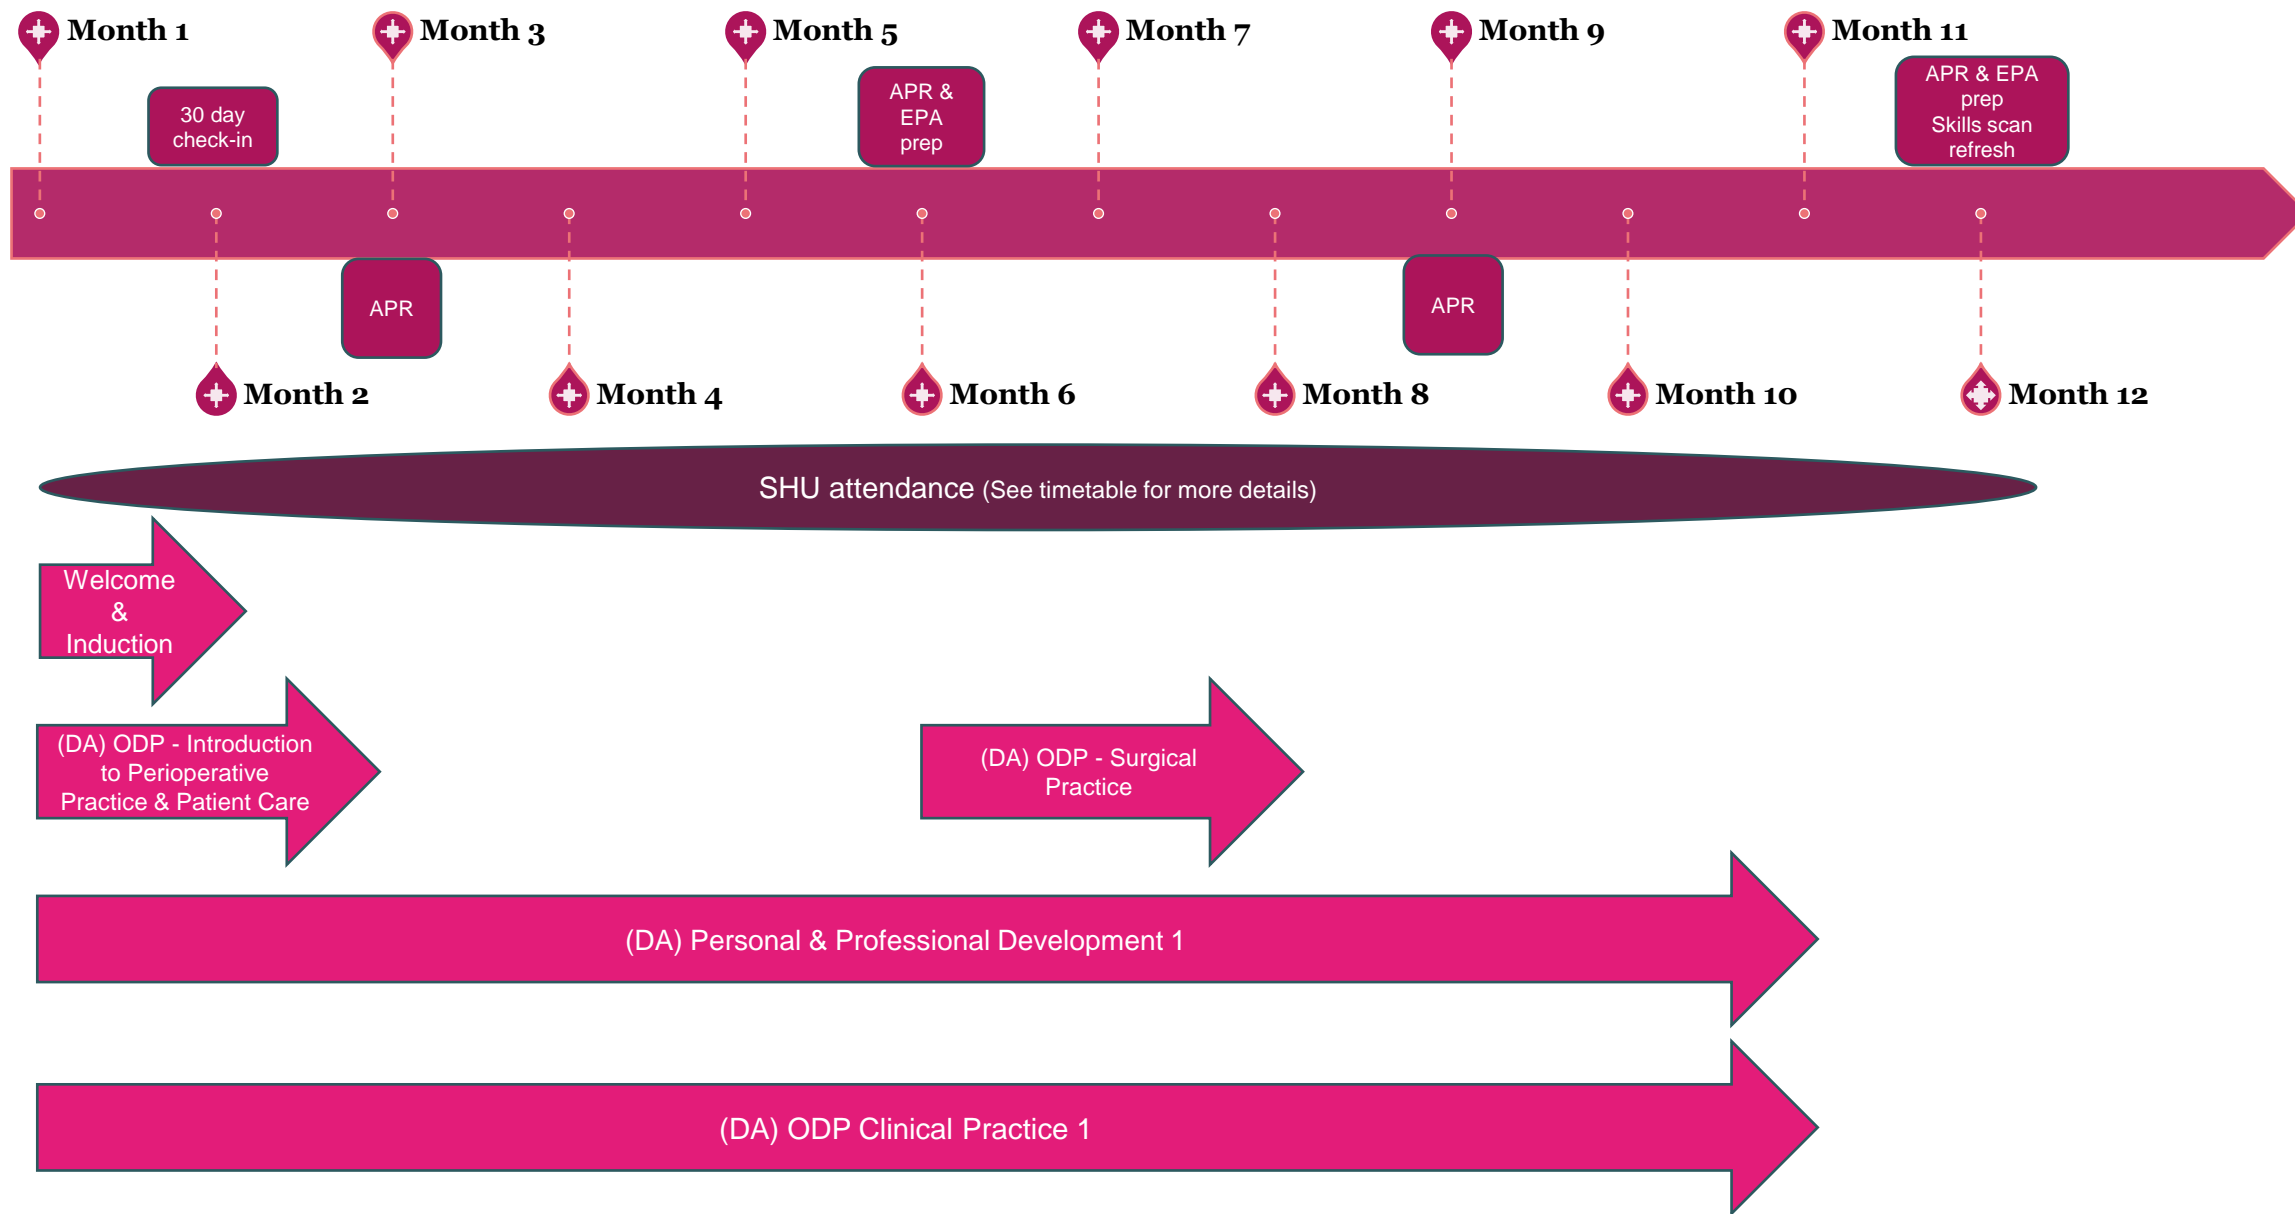 Month 1
Month 3
Month 5
Month 7
Month 9
Month 11
30 day
check-in
APR &
EPA
prep
APR & EPA
prep
Skills scan
refresh
APR
APR
Month 2
Month 4
Month 6
Month 8
Month 10
Month 12
SHU attendance (See timetable for more details)
Welcome
&
Induction
(DA) ODP - Introduction
to Perioperative
Practice & Patient Care
(DA) ODP - Surgical
Practice
(DA) Personal & Professional Development 1
(DA) ODP Clinical Practice 1